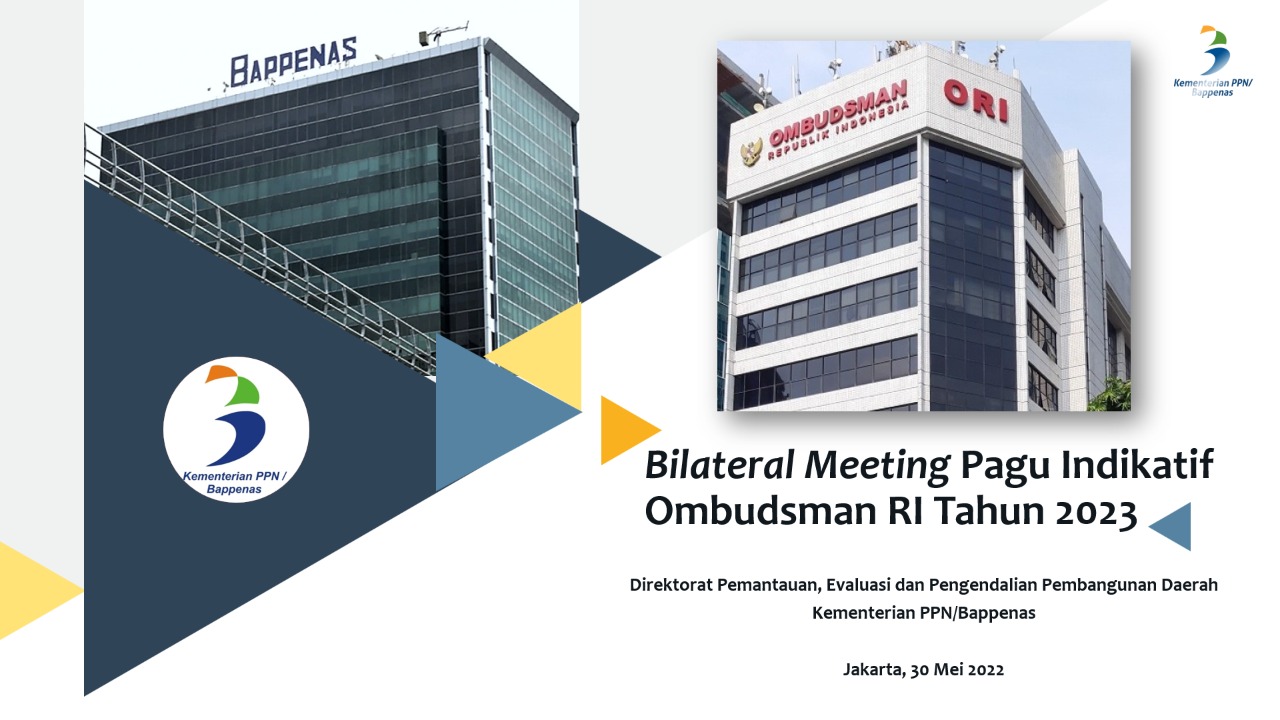 BAPPENAS
OMBUDSMAN
REPUBLIK INDONESIA
ORI
Kementerian PPN/
Bappenas
Kementerian PPN /
Bappenas
Bilateral Meeting Pagu Indikatif
Ombudsman RI Tahun 2023
Direktorat Pemantauan, Evaluasi dan Pengendalian Pembangunan Daerah
Kementerian PPN/Bappenas
Jakarta, 30 Mei 2022